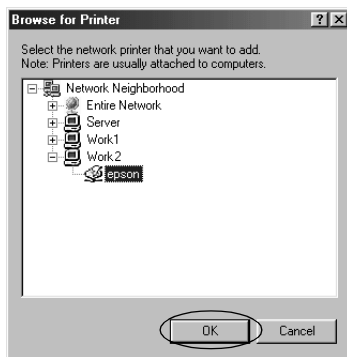 Browse for Printer
Select the network printer that you want to add.
Note: Printers are usually attached to computers.
Network Neighborhood
Entire Network
Server
Work1
Work2
epson
OK Cancel